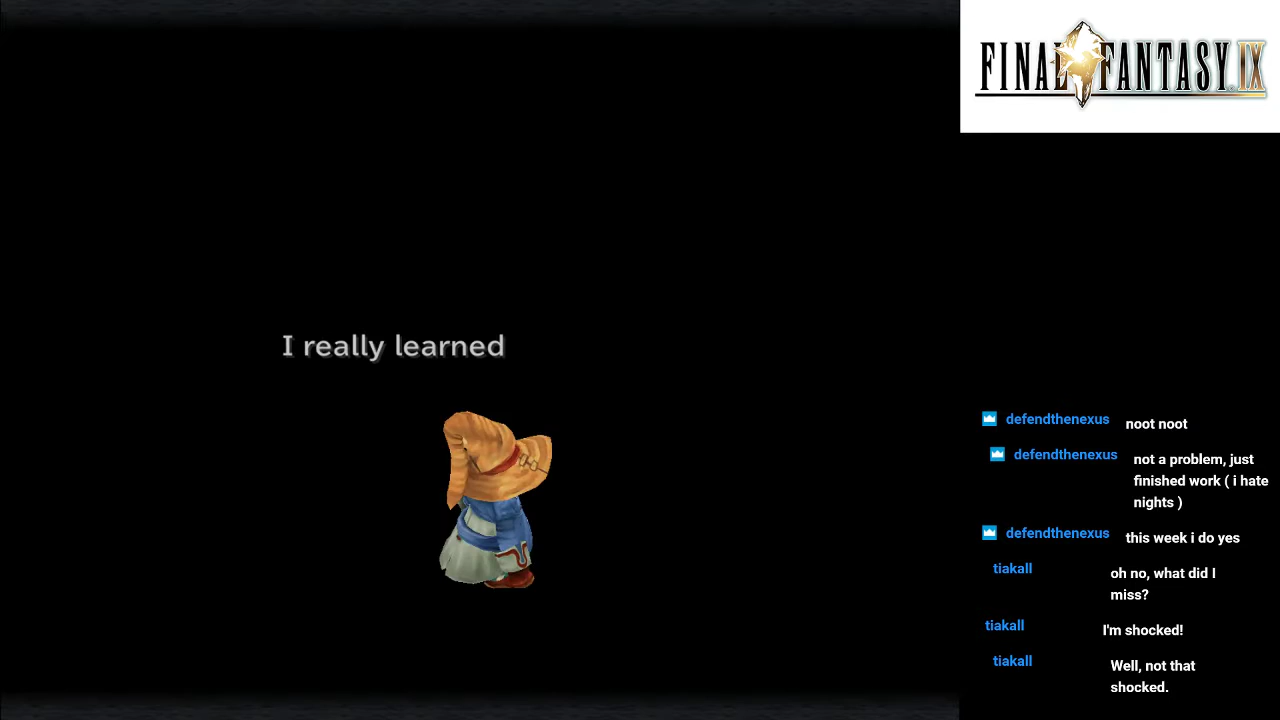 FINAL FANTASY IX
I really learned
defendthenexus noot noot
defendthenexus not a problem, just
finished work ( i hate
nights )
defendthenexus this week i do yes
tiakall oh no, what did I
miss?
tiakall I'm shocked!
tiakall Well, not that
shocked.